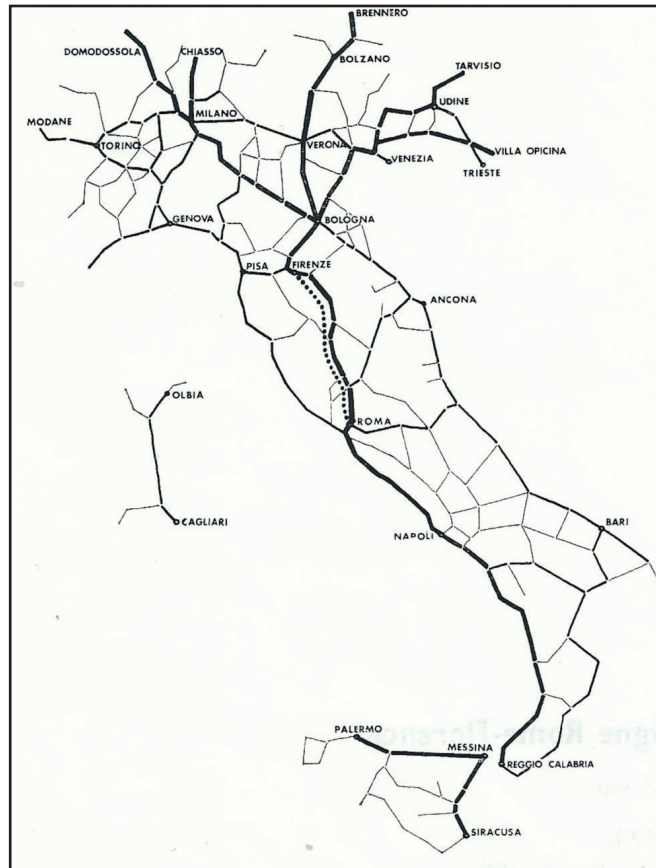 BRENNERO
DOMODOSSOLA
CHIASSO
BOLZANO
TARVISIO
MILANO
UDINE
MODANE
TORINO
VERONA
VENEZIA
VILLA OPICINA
TRIESTE
GENOVA
BOLOGNA
PISA
FIRENZE
ANCONA
OLBIA
ROMA
CAGLIARI
NAPOLI
BARI
PALERMO
MESSINA
REGGIO CALABRIA
SIRACUSA